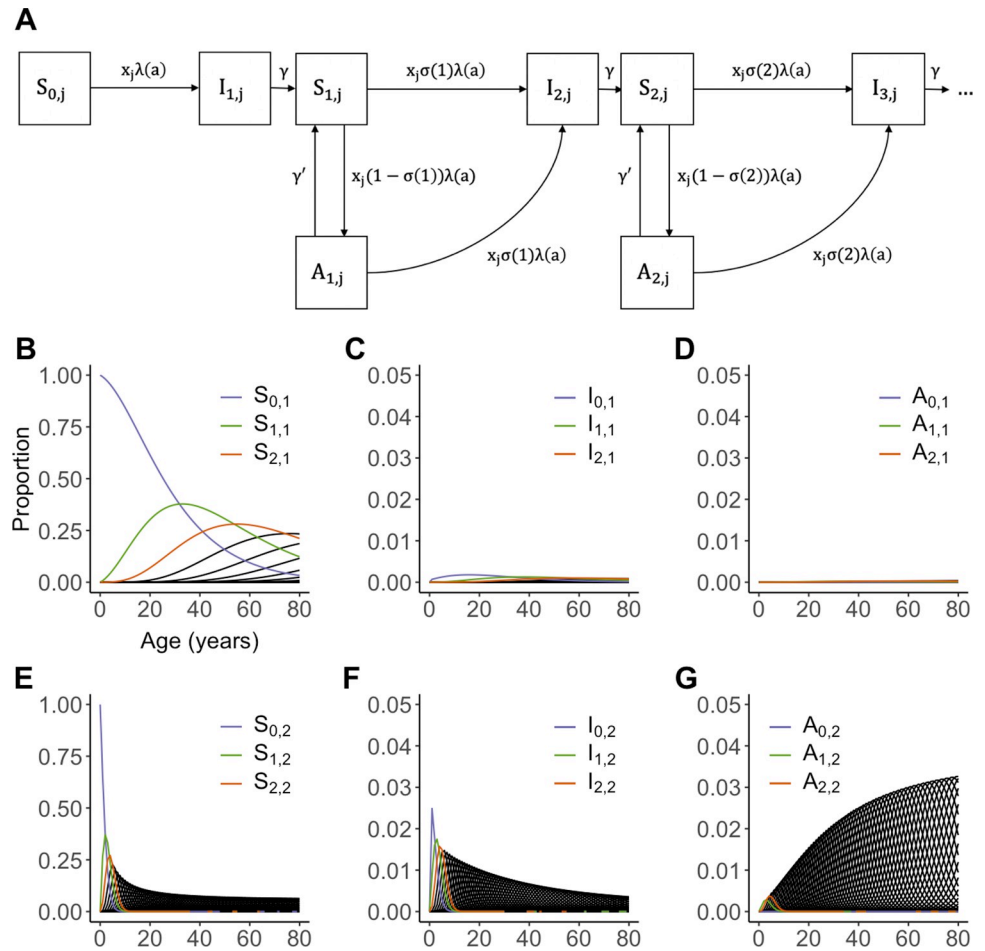 A
S0,j
xjλ(a)
I1,j
γ
S1,j
xjσ(1)λ(a)
I2,j
γ
S2,j
xjσ(2)λ(a)
I3,j
γ
...
γ′
xj(1 − σ(1))λ(a)
γ′
xj(1 − σ(2))λ(a)
A1,j
xjσ(1)λ(a)
A2,j
xjσ(2)λ(a)
B
Proportion
1.00
0.75
0.50
0.25
0.00
S0,1
S1,1
S2,1
0 20 40 60 80
Age (years)
C
0.05
0.04
0.03
0.02
0.01
0.00
I0,1
I1,1
I2,1
0 20 40 60 80
D
0.05
0.04
0.03
0.02
0.01
0.00
A0,1
A1,1
A2,1
0 20 40 60 80
E
1.00
0.75
0.50
0.25
0.00
S0,2
S1,2
S2,2
0 20 40 60 80
F
0.05
0.04
0.03
0.02
0.01
0.00
I0,2
I1,2
I2,2
0 20 40 60 80
G
0.05
0.04
0.03
0.02
0.01
0.00
A0,2
A1,2
A2,2
0 20 40 60 80